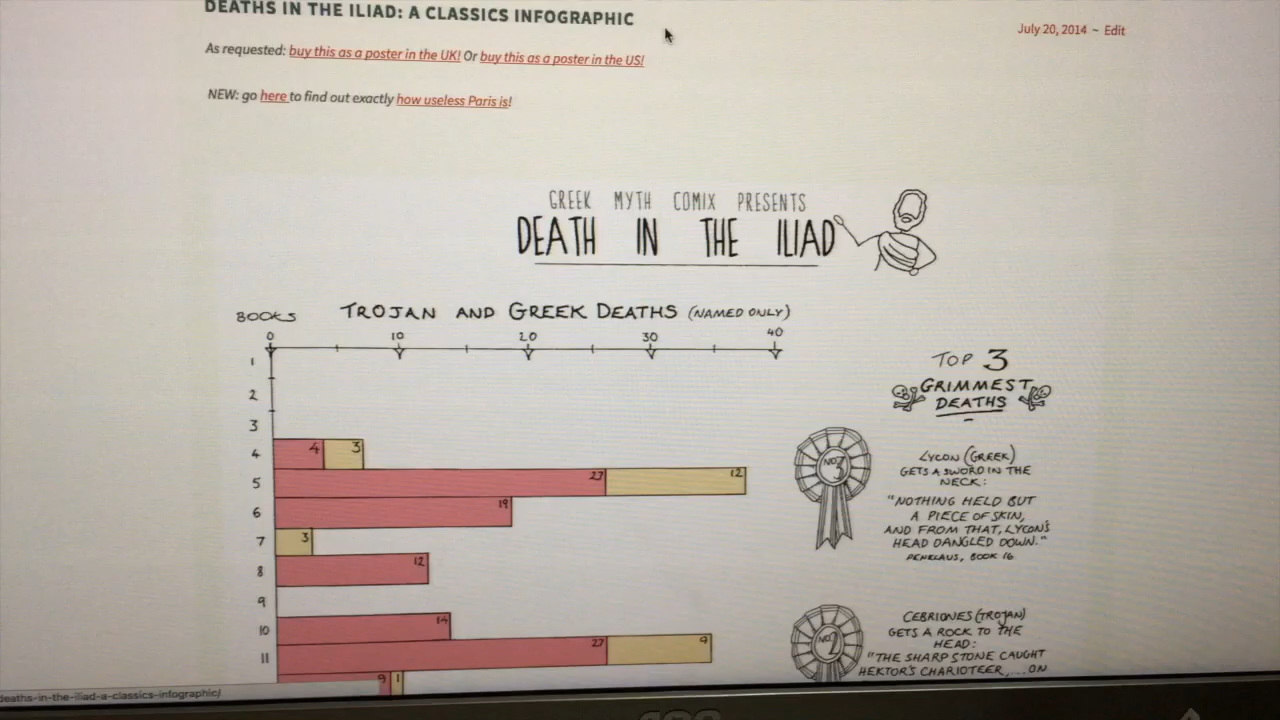 DEATHS IN THE ILIAD: A CLASSICS INFOGRAPHIC
July 20, 2014 ~ Edit
As requested: buy this as a poster in the UK! Or buy this as a poster in the US!
NEW: go here to find out exactly how useless Paris is!
GREEK MYTH COMIX PRESENTS
DEATH IN THE ILIAD
BOOKS TROJAN AND GREEK DEATHS (NAMED ONLY)
0 10 20 30 40
1
2
3
4 4 3
5 27 12
6 19
7 3
8 12
9
10 14
11 27 9
9 1
TOP 3
GRIMMEST
DEATHS
NO. 3
LYCON (GREEK)
GETS A SWORD IN THE
NECK:
"NOTHING HELD BUT
A PIECE OF SKIN,
AND FROM THAT, LYCON'S
HEAD DANGLED DOWN."
PENELAUS, BOOK 16
NO. 2
CEBRIONES (TROJAN)
GETS A ROCK TO THE
HEAD:
"THE SHARP STONE CAUGHT
HEKTOR'S CHARIOTEER, ... ON
deaths-in-the-iliad-a-classics-infographic/